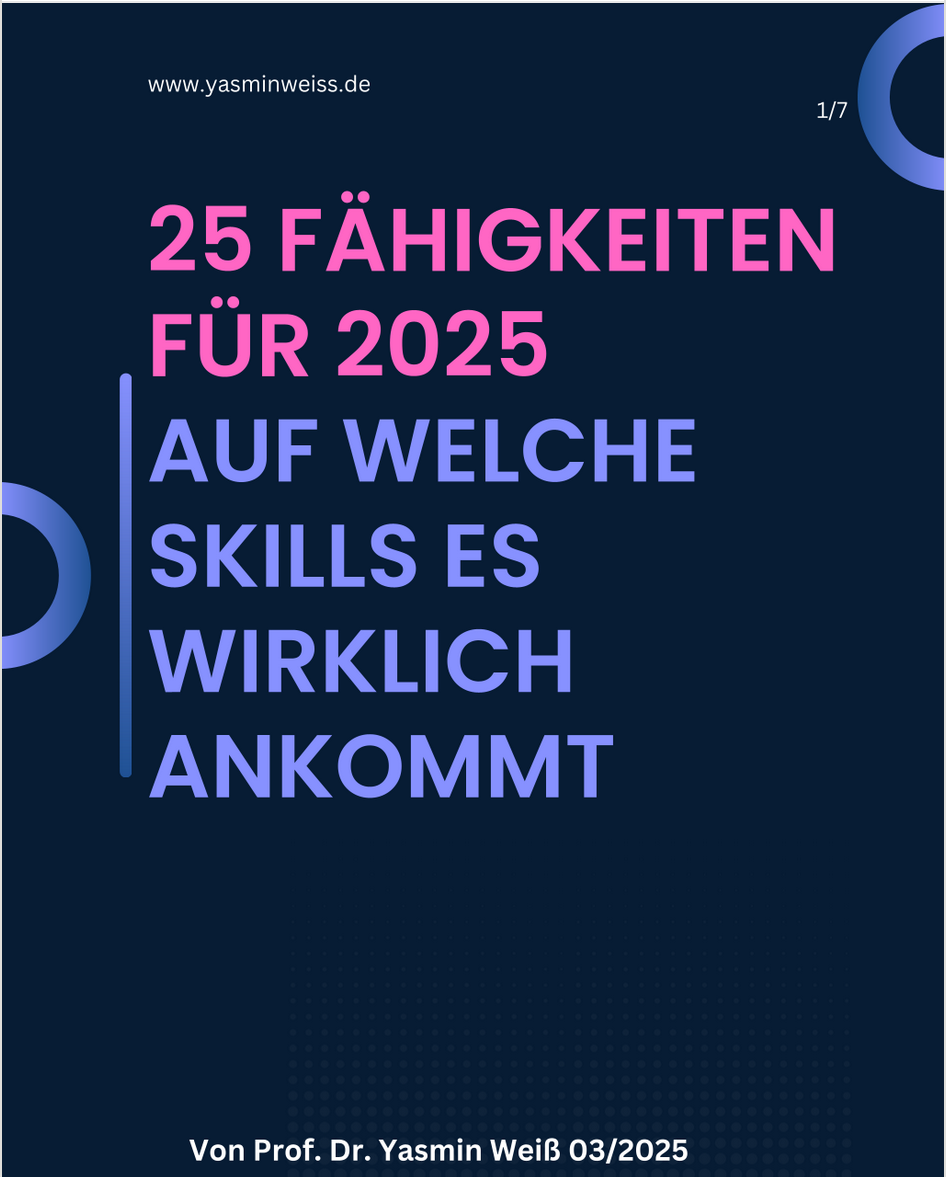 www.yasminweiss.de
1/7
25 FÄHIGKEITEN
FÜR 2025
AUF WELCHE
SKILLS ES
WIRKLICH
ANKOMMT
Von Prof. Dr. Yasmin Weiß 03/2025